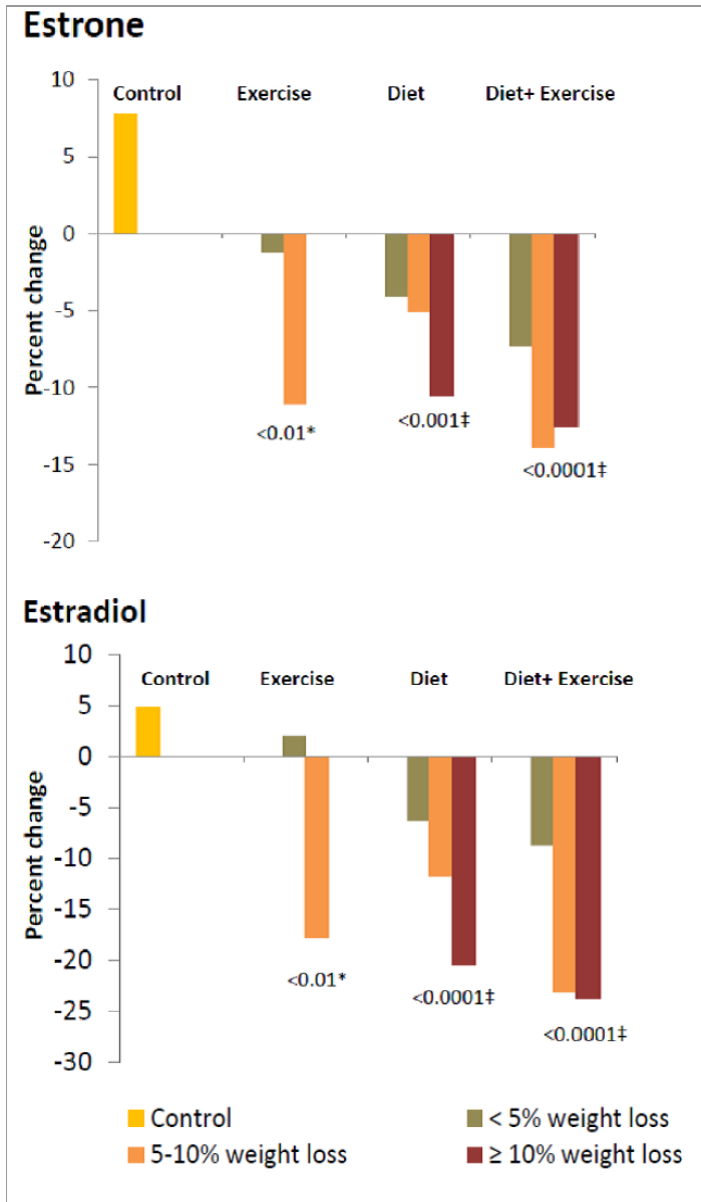 Estrone
10
Control Exercise Diet Diet+ Exercise
5
0
-5
-10
-15
-20
Percent change
<0.01*
<0.001‡
<0.0001‡
Estradiol
10
Control Exercise Diet Diet+ Exercise
5
0
-5
-10
-15
-20
-25
-30
Percent change
<0.01*
<0.0001‡
<0.0001‡
Control
< 5% weight loss
5-10% weight loss
≥ 10% weight loss